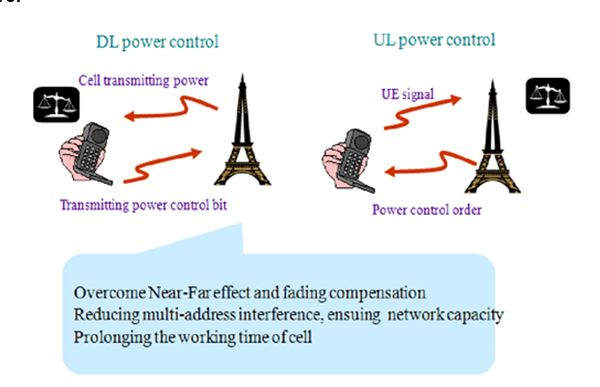 DL power control
UL power control
Cell transmitting power
UE signal
Transmitting power control bit
Power control order
Overcome Near-Far effect and fading compensation
Reducing multi-address interference, ensuing network capacity
Prolonging the working time of cell